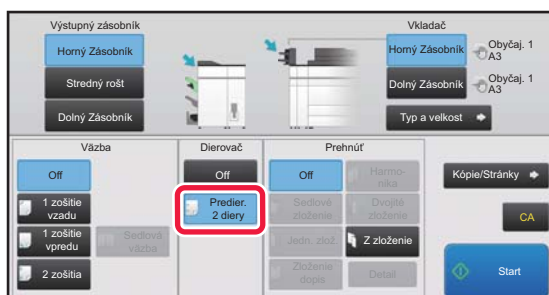 Výstupný zásobník
Vkladač
Horný Zásobník
Stredný rošt
Dolný Zásobník
Horný Zásobník
Obyčaj. 1
A3
Dolný Zásobník
Obyčaj. 1
A3
Typ a velkost
Väzba
Dierovač
Prehnúť
Off
1 zošitie
vzadu
1 zošitie
vpredu
Sedlová
väzba
2 zošitia
Off
Predier.
2 diery
Off
Harmo-
nika
Sedlové
zloženie
Dvojité
zloženie
Jedn. zlož.
Z zloženie
Zloženie
dopis
Detail
Kópie/Stránky
CA
Start